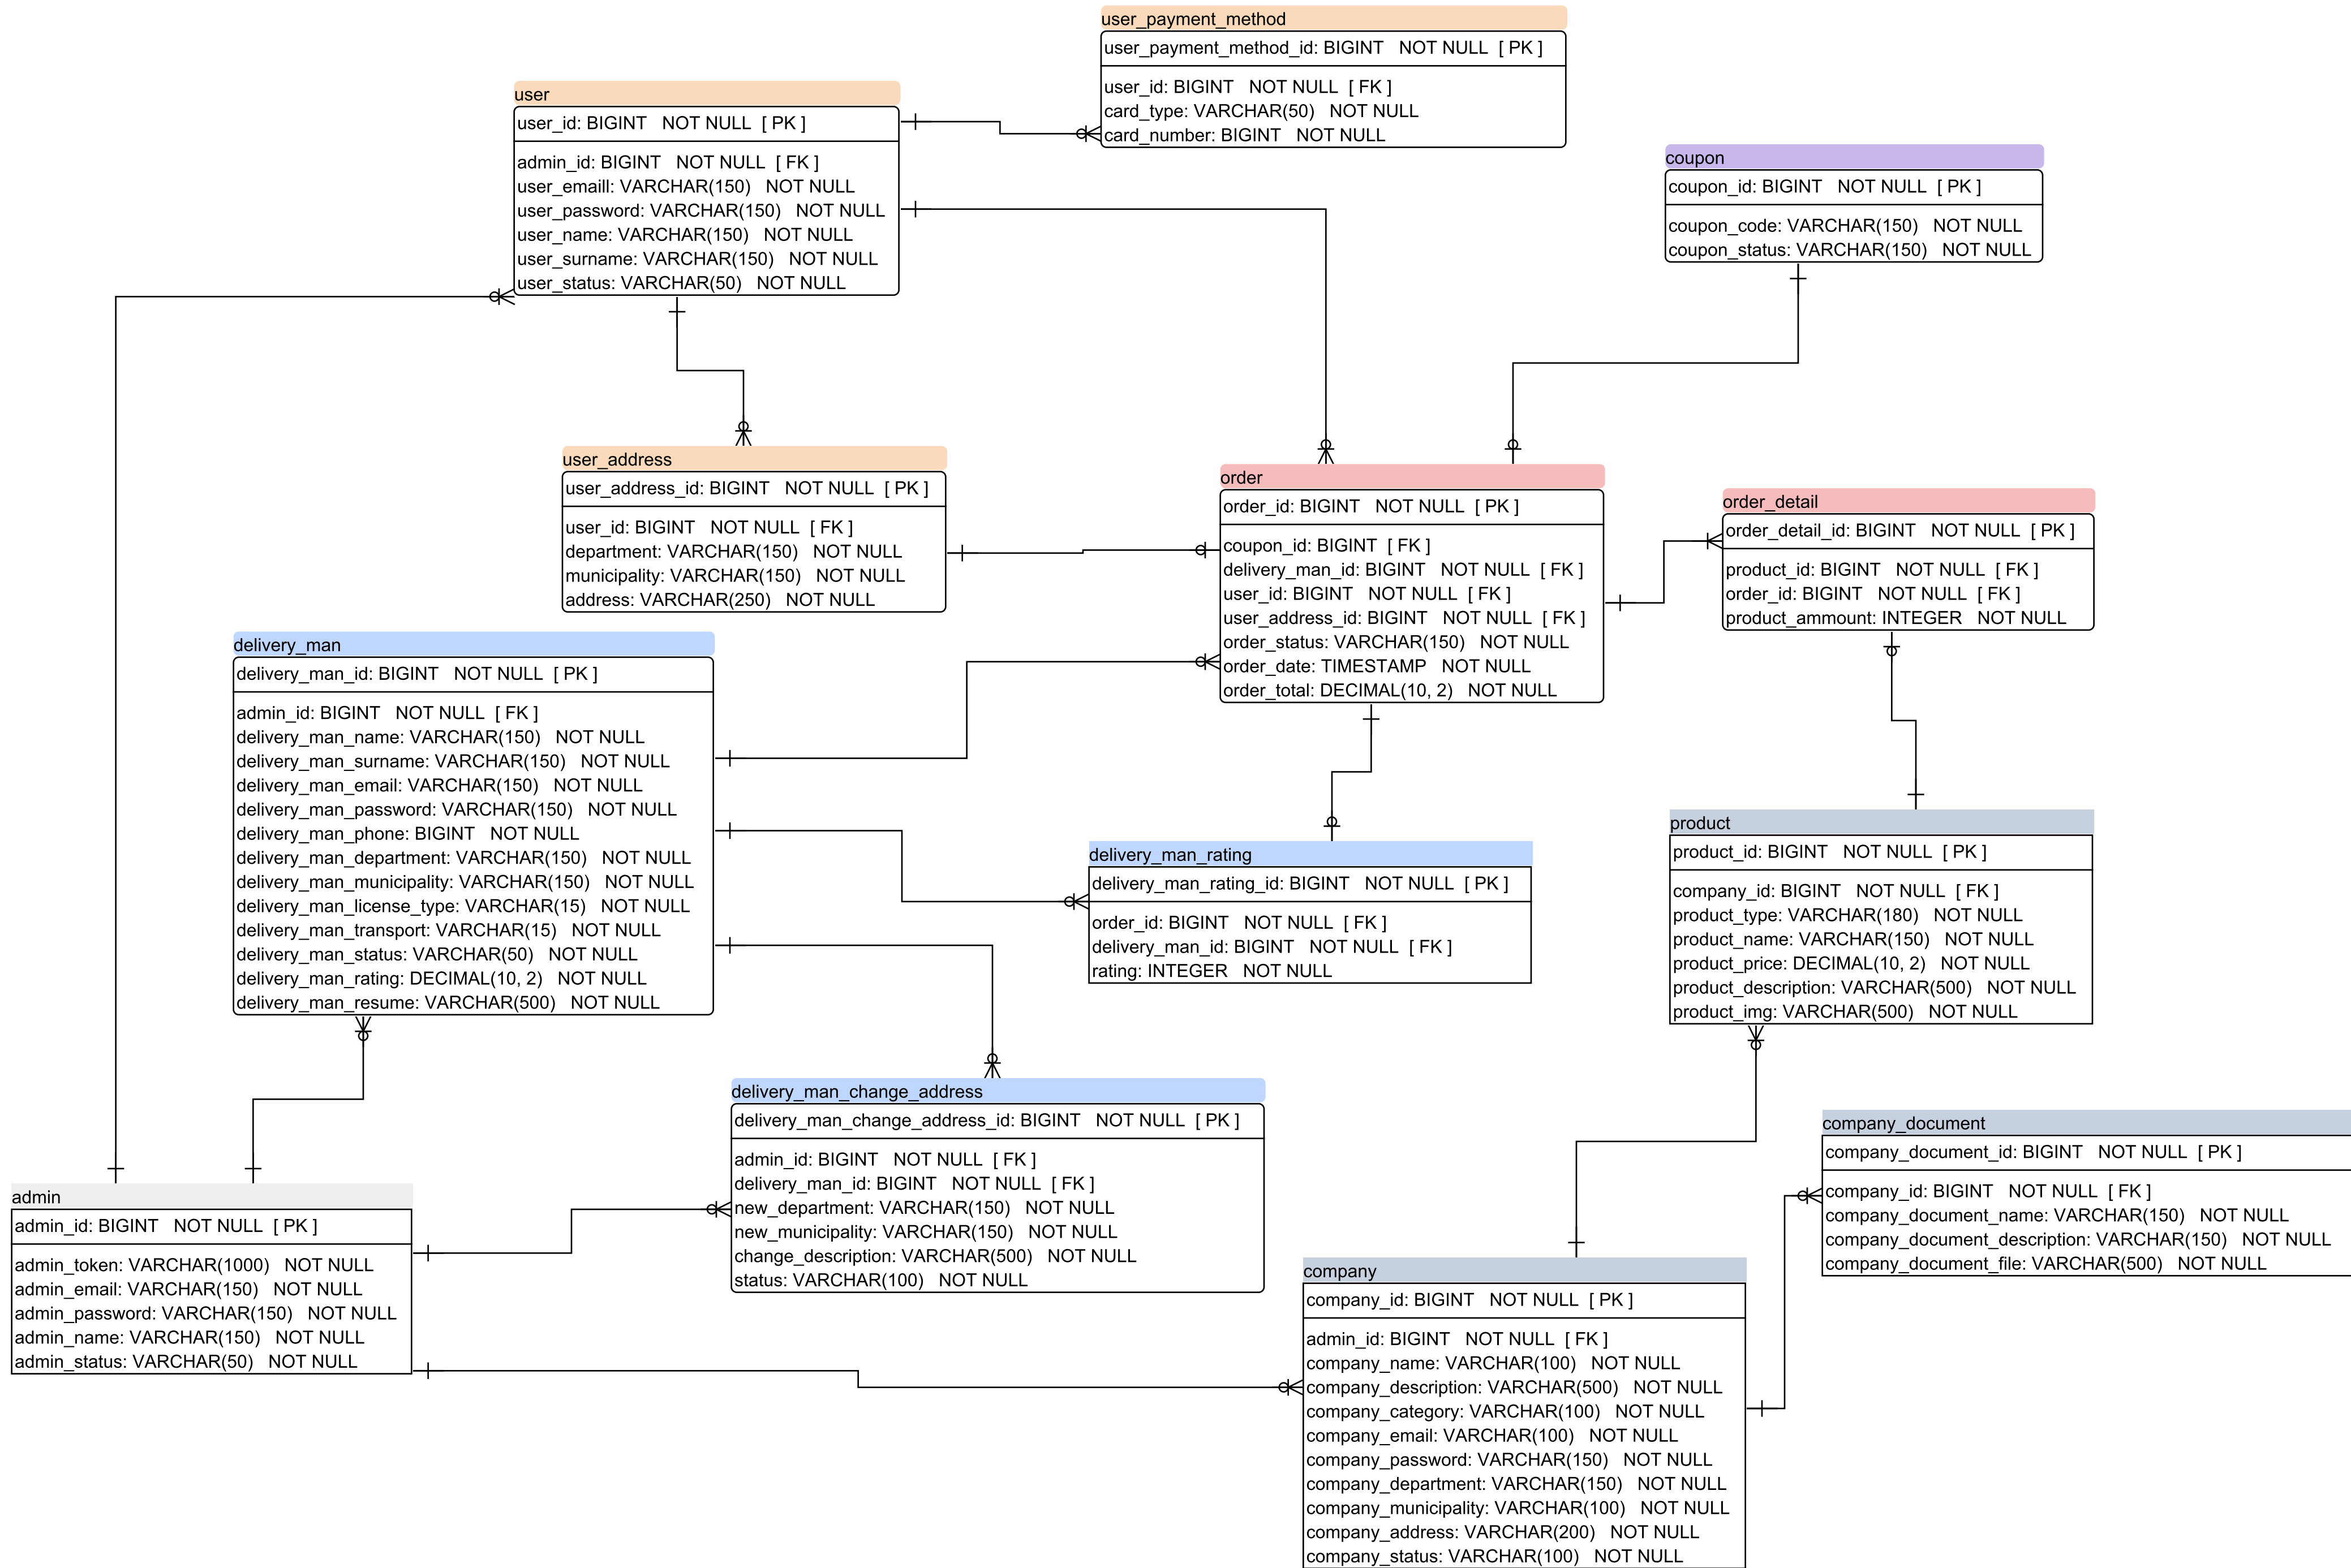 user_payment_method
user_payment_method_id: BIGINT NOT NULL [ PK ]
user_id: BIGINT NOT NULL [ FK ]
card_type: VARCHAR(50) NOT NULL
card_number: BIGINT NOT NULL
user
user_id: BIGINT NOT NULL [ PK ]
admin_id: BIGINT NOT NULL [ FK ]
user_emaill: VARCHAR(150) NOT NULL
user_password: VARCHAR(150) NOT NULL
user_name: VARCHAR(150) NOT NULL
user_surname: VARCHAR(150) NOT NULL
user_status: VARCHAR(50) NOT NULL
coupon
coupon_id: BIGINT NOT NULL [ PK ]
coupon_code: VARCHAR(150) NOT NULL
coupon_status: VARCHAR(150) NOT NULL
user_address
user_address_id: BIGINT NOT NULL [ PK ]
user_id: BIGINT NOT NULL [ FK ]
department: VARCHAR(150) NOT NULL
municipality: VARCHAR(150) NOT NULL
address: VARCHAR(250) NOT NULL
order
order_id: BIGINT NOT NULL [ PK ]
coupon_id: BIGINT [ FK ]
delivery_man_id: BIGINT NOT NULL [ FK ]
user_id: BIGINT NOT NULL [ FK ]
user_address_id: BIGINT NOT NULL [ FK ]
order_status: VARCHAR(150) NOT NULL
order_date: TIMESTAMP NOT NULL
order_total: DECIMAL(10, 2) NOT NULL
order_detail
order_detail_id: BIGINT NOT NULL [ PK ]
product_id: BIGINT NOT NULL [ FK ]
order_id: BIGINT NOT NULL [ FK ]
product_ammount: INTEGER NOT NULL
delivery_man
delivery_man_id: BIGINT NOT NULL [ PK ]
admin_id: BIGINT NOT NULL [ FK ]
delivery_man_name: VARCHAR(150) NOT NULL
delivery_man_surname: VARCHAR(150) NOT NULL
delivery_man_email: VARCHAR(150) NOT NULL
delivery_man_password: VARCHAR(150) NOT NULL
delivery_man_phone: BIGINT NOT NULL
delivery_man_department: VARCHAR(150) NOT NULL
delivery_man_municipality: VARCHAR(150) NOT NULL
delivery_man_license_type: VARCHAR(15) NOT NULL
delivery_man_transport: VARCHAR(15) NOT NULL
delivery_man_status: VARCHAR(50) NOT NULL
delivery_man_rating: DECIMAL(10, 2) NOT NULL
delivery_man_resume: VARCHAR(500) NOT NULL
delivery_man_rating
delivery_man_rating_id: BIGINT NOT NULL [ PK ]
order_id: BIGINT NOT NULL [ FK ]
delivery_man_id: BIGINT NOT NULL [ FK ]
rating: INTEGER NOT NULL
product
product_id: BIGINT NOT NULL [ PK ]
company_id: BIGINT NOT NULL [ FK ]
product_type: VARCHAR(180) NOT NULL
product_name: VARCHAR(150) NOT NULL
product_price: DECIMAL(10, 2) NOT NULL
product_description: VARCHAR(500) NOT NULL
product_img: VARCHAR(500) NOT NULL
delivery_man_change_address
delivery_man_change_address_id: BIGINT NOT NULL [ PK ]
admin_id: BIGINT NOT NULL [ FK ]
delivery_man_id: BIGINT NOT NULL [ FK ]
new_department: VARCHAR(150) NOT NULL
new_municipality: VARCHAR(150) NOT NULL
change_description: VARCHAR(500) NOT NULL
status: VARCHAR(100) NOT NULL
company_document
company_document_id: BIGINT NOT NULL [ PK ]
company_id: BIGINT NOT NULL [ FK ]
company_document_name: VARCHAR(150) NOT NULL
company_document_description: VARCHAR(150) NOT NULL
company_document_file: VARCHAR(500) NOT NULL
admin
admin_id: BIGINT NOT NULL [ PK ]
admin_token: VARCHAR(1000) NOT NULL
admin_email: VARCHAR(150) NOT NULL
admin_password: VARCHAR(150) NOT NULL
admin_name: VARCHAR(150) NOT NULL
admin_status: VARCHAR(50) NOT NULL
company
company_id: BIGINT NOT NULL [ PK ]
admin_id: BIGINT NOT NULL [ FK ]
company_name: VARCHAR(100) NOT NULL
company_description: VARCHAR(500) NOT NULL
company_category: VARCHAR(100) NOT NULL
company_email: VARCHAR(100) NOT NULL
company_password: VARCHAR(150) NOT NULL
company_department: VARCHAR(150) NOT NULL
company_municipality: VARCHAR(100) NOT NULL
company_address: VARCHAR(200) NOT NULL
company_status: VARCHAR(100) NOT NULL